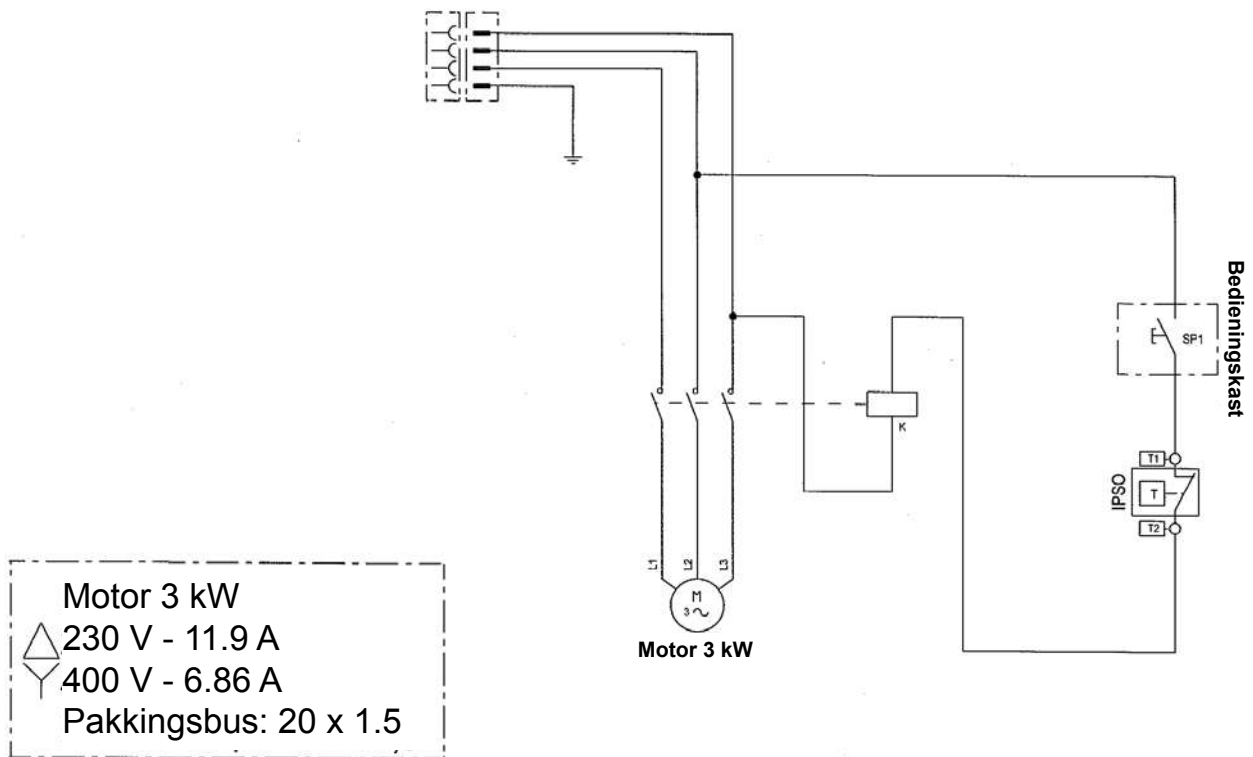 Bedieningskast
SP1
K
T1
IPSO
T
T2
L1
L2
L3
M
3
Motor 3 kW
Motor 3 kW
230 V - 11.9 A
400 V - 6.86 A
Pakkingsbus: 20 x 1.5